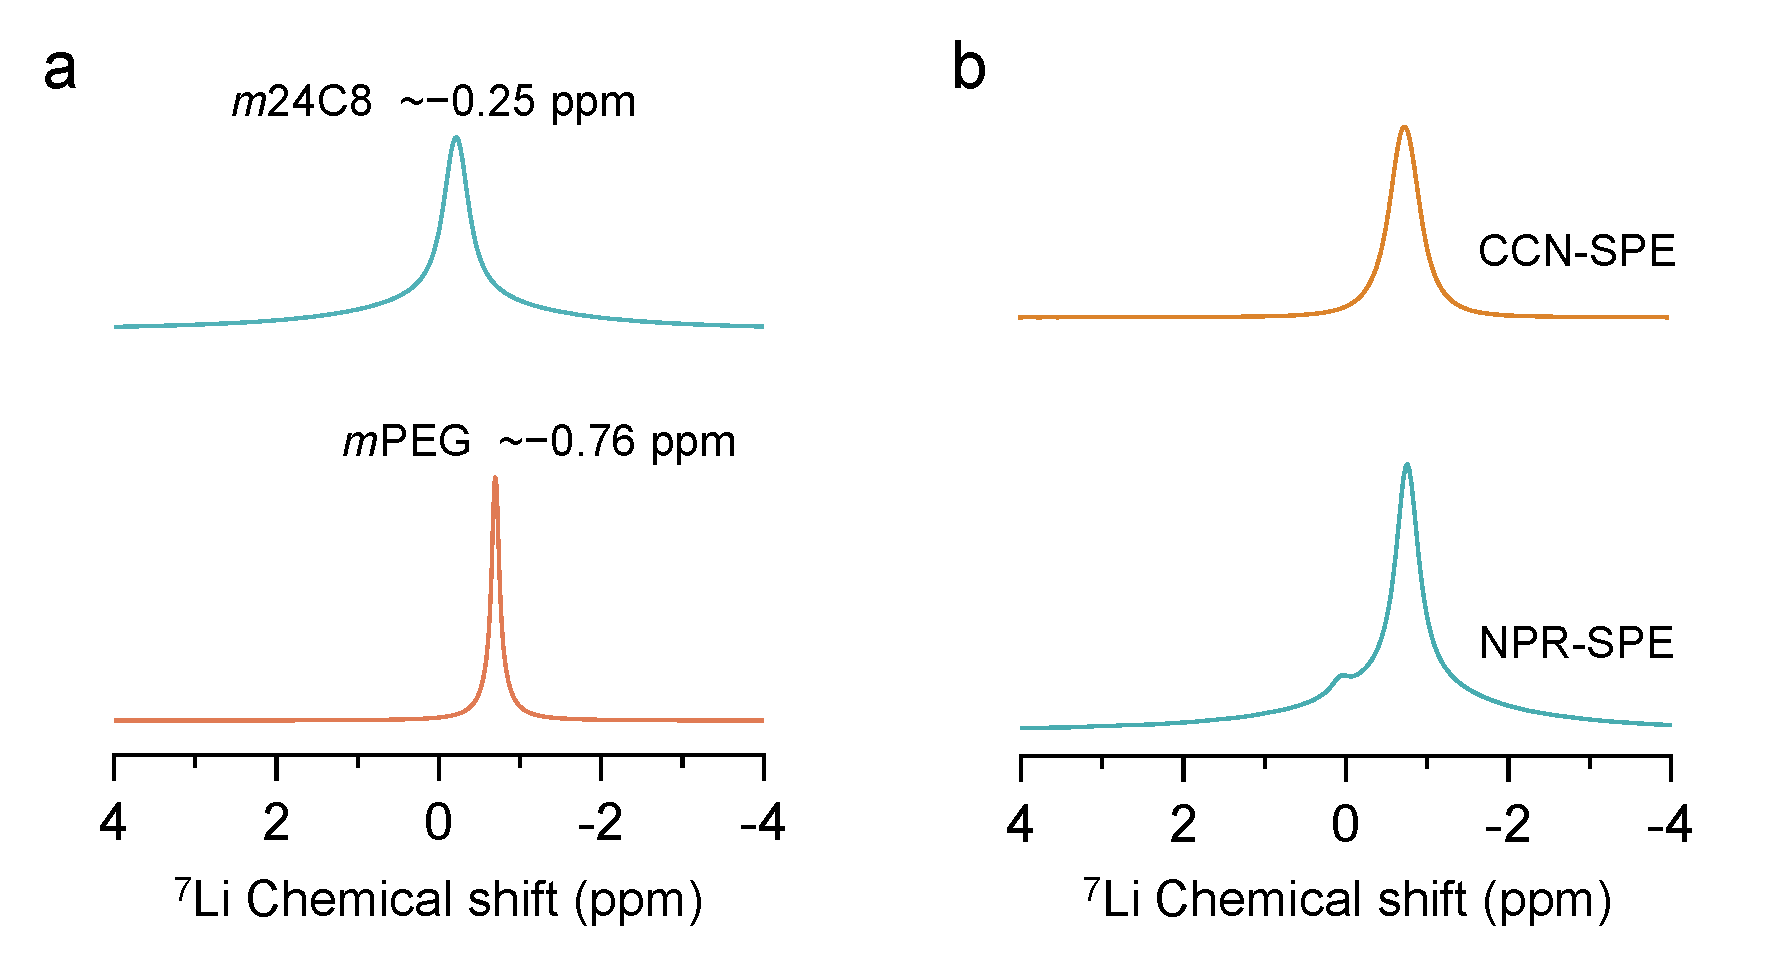 a
m24C8 ~−0.25 ppm
mPEG ~−0.76 ppm
4 2 0 -2 -4
⁷Li Chemical shift (ppm)
b
CCN-SPE
NPR-SPE
4 2 0 -2 -4
⁷Li Chemical shift (ppm)